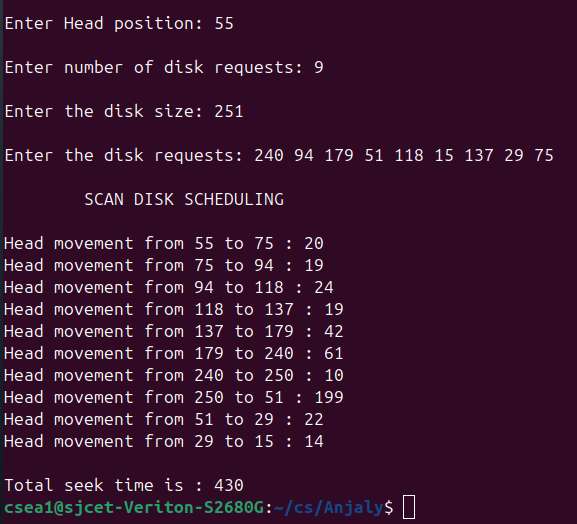 Enter Head position: 55
Enter number of disk requests: 9
Enter the disk size: 251
Enter the disk requests: 240 94 179 51 118 15 137 29 75
SCAN DISK SCHEDULING
Head movement from 55 to 75 : 20
Head movement from 75 to 94 : 19
Head movement from 94 to 118 : 24
Head movement from 118 to 137 : 19
Head movement from 137 to 179 : 42
Head movement from 179 to 240 : 61
Head movement from 240 to 250 : 10
Head movement from 250 to 51 : 199
Head movement from 51 to 29 : 22
Head movement from 29 to 15 : 14
Total seek time is : 430
csea1@sjcet-Veriton-S2680G:~/cs/Anjaly$